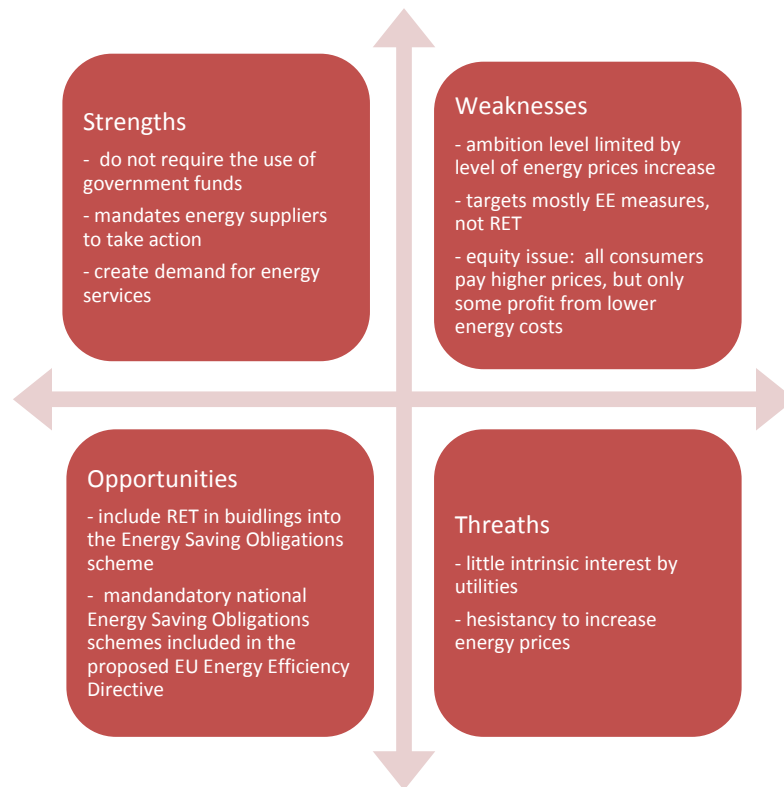 Strengths
- do not require the use of
government funds
- mandates energy suppliers
to take action
- create demand for energy
services
Weaknesses
- ambition level limited by
level of energy prices increase
- targets mostly EE measures,
not RET
- equity issue: all consumers
pay higher prices, but only
some profit from lower
energy costs
Opportunities
- include RET in buidlings into
the Energy Saving Obligations
scheme
- mandandatory national
Energy Saving Obligations
schemes included in the
proposed EU Energy Efficiency
Directive
Threaths
- little intrinsic interest by
utilities
- hesistancy to increase
energy prices